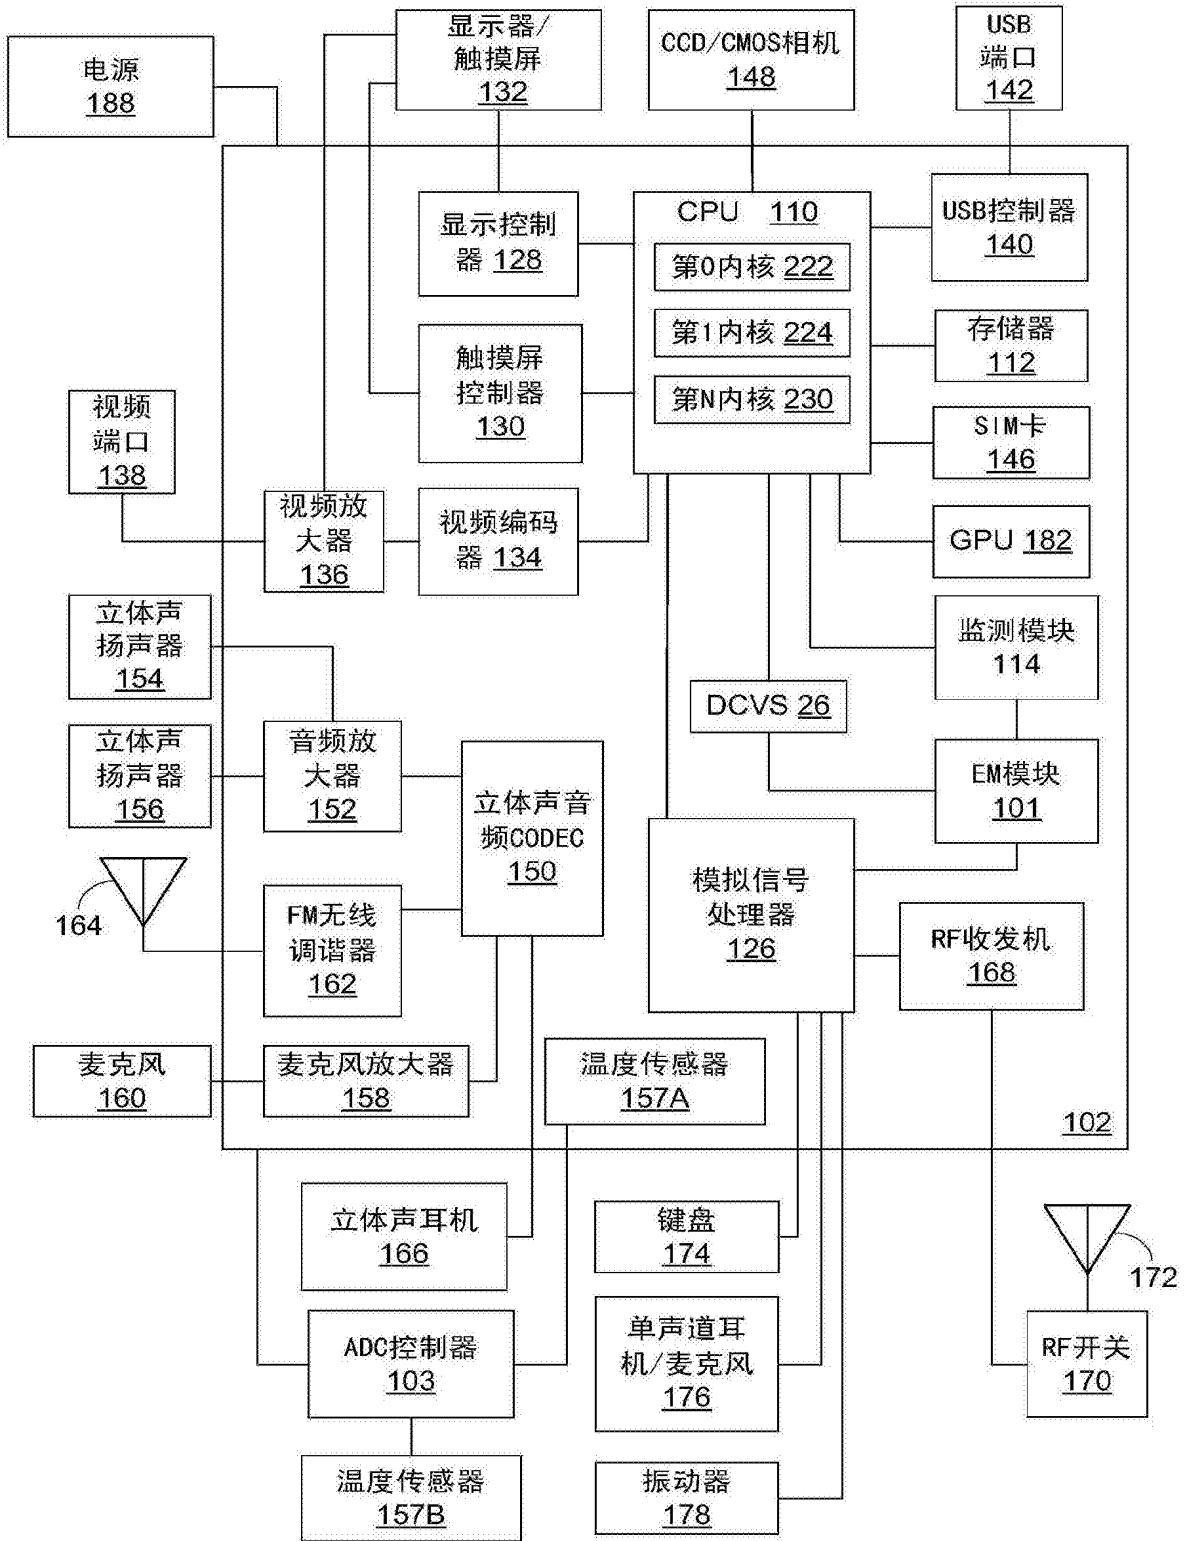 显示器/
触摸屏
132
CCD/CMOS相机
148
USB
端口
142
电源
188
显示控制
器 128
CPU 110
第0内核 222
第1内核 224
第N内核 230
USB控制器
140
触摸屏
控制器
130
存储器
112
SIM卡
146
视频
端口
138
视频放
大器
136
视频编码
器 134
GPU 182
立体声
扬声器
154
监测模块
114
DCVS 26
立体声
扬声器
156
音频放
大器
152
立体声音
频CODEC
150
EM模块
101
164
FM无线
调谐器
162
模拟信号
处理器
126
RF收发机
168
麦克风
160
麦克风放大器
158
温度传感器
157A
102
立体声耳机
166
键盘
174
172
ADC控制器
103
单声道耳
机/麦克风
176
RF开关
170
温度传感器
157B
振动器
178